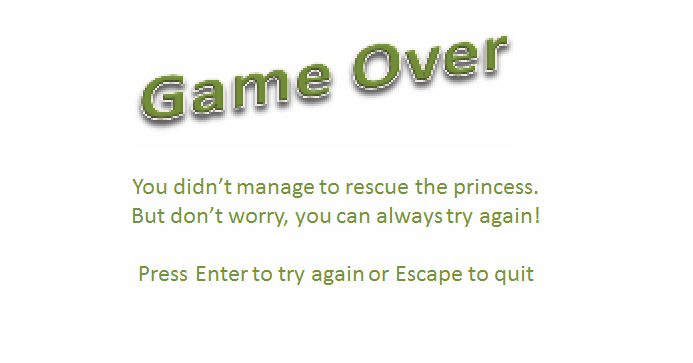 Game Over
You didn’t manage to rescue the princess.
But don’t worry, you can always try again!
Press Enter to try again or Escape to quit